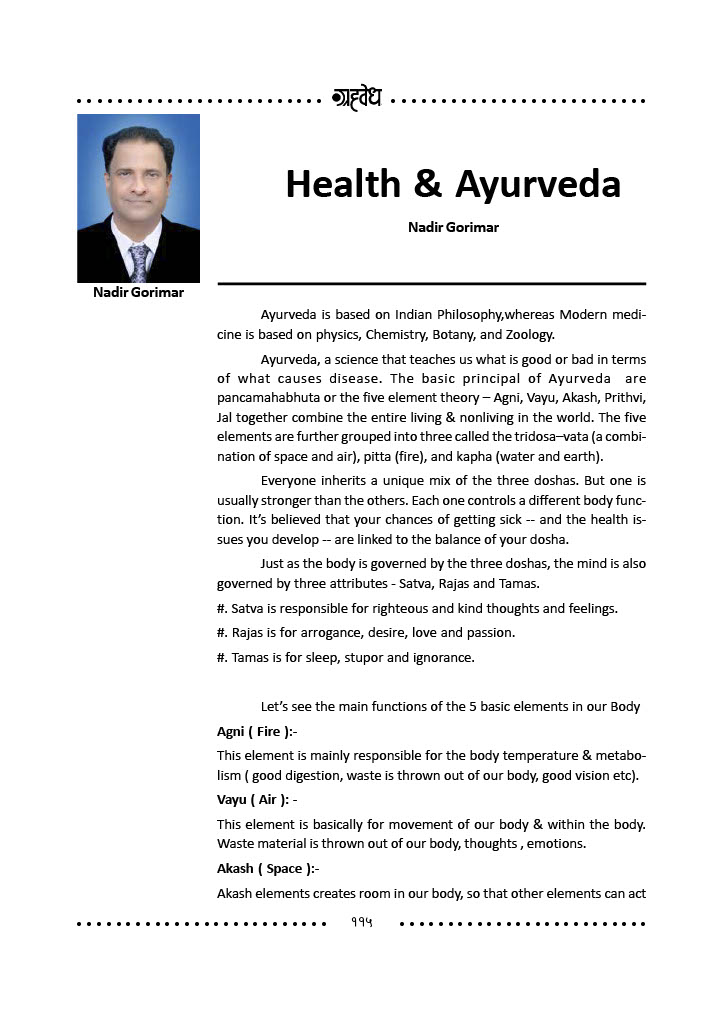 ग्रहवेध
Health & Ayurveda
Nadir Gorimar
Nadir Gorimar
Ayurveda is based on Indian Philosophy,whereas Modern medi-
cine is based on physics, Chemistry, Botany, and Zoology.
Ayurveda, a science that teaches us what is good or bad in terms
of what causes disease. The basic principal of Ayurveda are
pancamahabhuta or the five element theory – Agni, Vayu, Akash, Prithvi,
Jal together combine the entire living & nonliving in the world. The five
elements are further grouped into three called the tridosa–vata (a combi-
nation of space and air), pitta (fire), and kapha (water and earth).
Everyone inherits a unique mix of the three doshas. But one is
usually stronger than the others. Each one controls a different body func-
tion. It’s believed that your chances of getting sick -- and the health is-
sues you develop -- are linked to the balance of your dosha.
Just as the body is governed by the three doshas, the mind is also
governed by three attributes - Satva, Rajas and Tamas.
#. Satva is responsible for righteous and kind thoughts and feelings.
#. Rajas is for arrogance, desire, love and passion.
#. Tamas is for sleep, stupor and ignorance.
Let’s see the main functions of the 5 basic elements in our Body
Agni ( Fire ):-
This element is mainly responsible for the body temperature & metabo-
lism ( good digestion, waste is thrown out of our body, good vision etc).
Vayu ( Air ): -
This element is basically for movement of our body & within the body.
Waste material is thrown out of our body, thoughts , emotions.
Akash ( Space ):-
Akash elements creates room in our body, so that other elements can act
११५